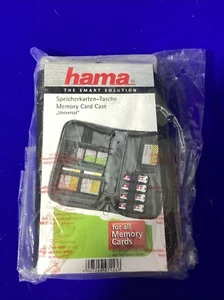 hama
THE SMART SOLUTION
Speicherkarten-Tasche
Memory Card Case
„Universal"
for all
Memory
Cards